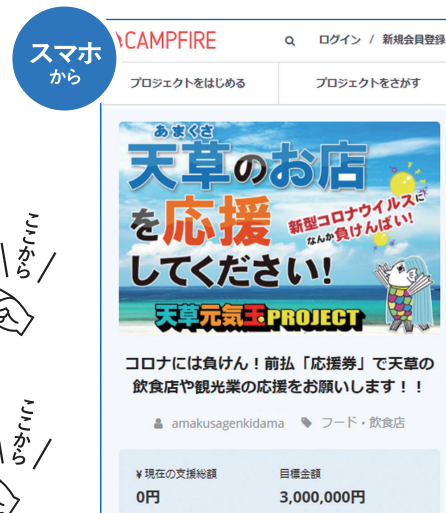 スマホ
から
CAMPFIRE
ログイン / 新規会員登録
プロジェクトをはじめる
プロジェクトをさがす
あまくさ
天草のお店
を応援
してください!
新型コロナウイルスに
なんか負けんばい!
天草元気玉PROJECT
ここから
ここから
コロナには負けん!前払「応援券」で天草の
飲食店や観光業の応援をお願いします!!
amakusagenkidama フード・飲食店
¥現在の支援総額
目標金額
0円
3,000,000円